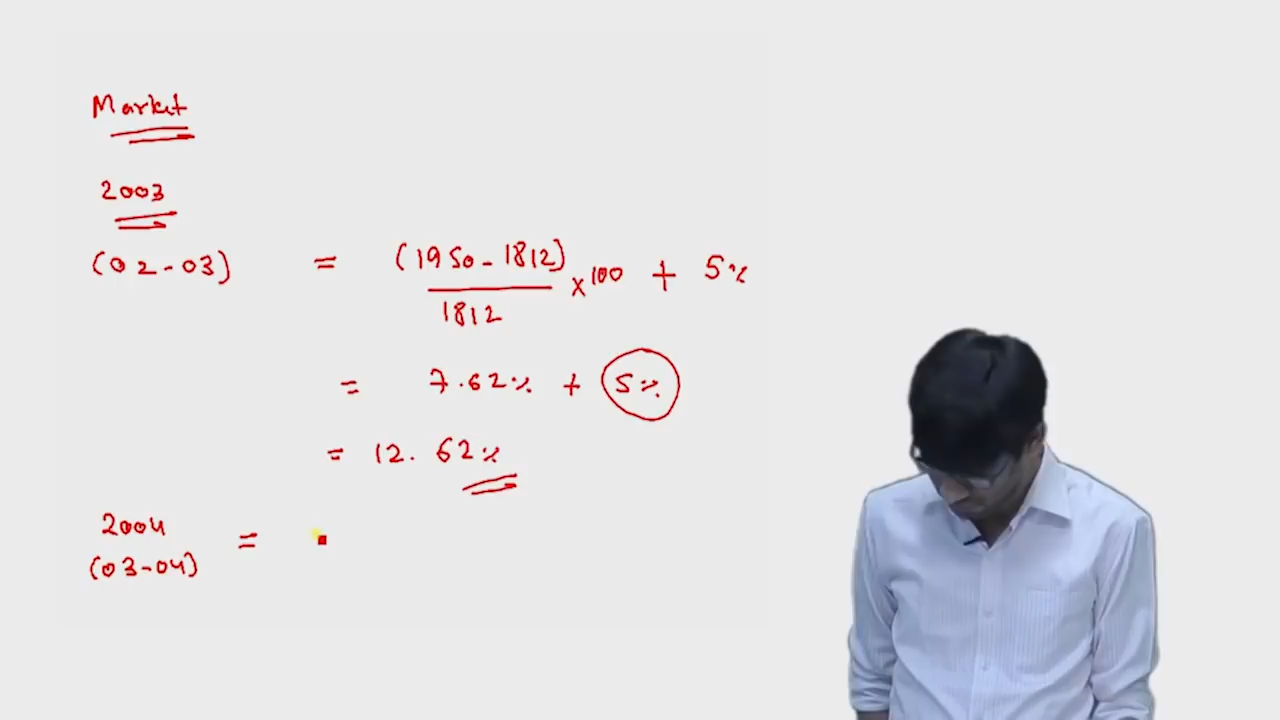 Market
2003
(02-03) = (1950-1812)/1812 x100 + 5%
= 7.62% + 5%
= 12.62%
2004
(03-04) =